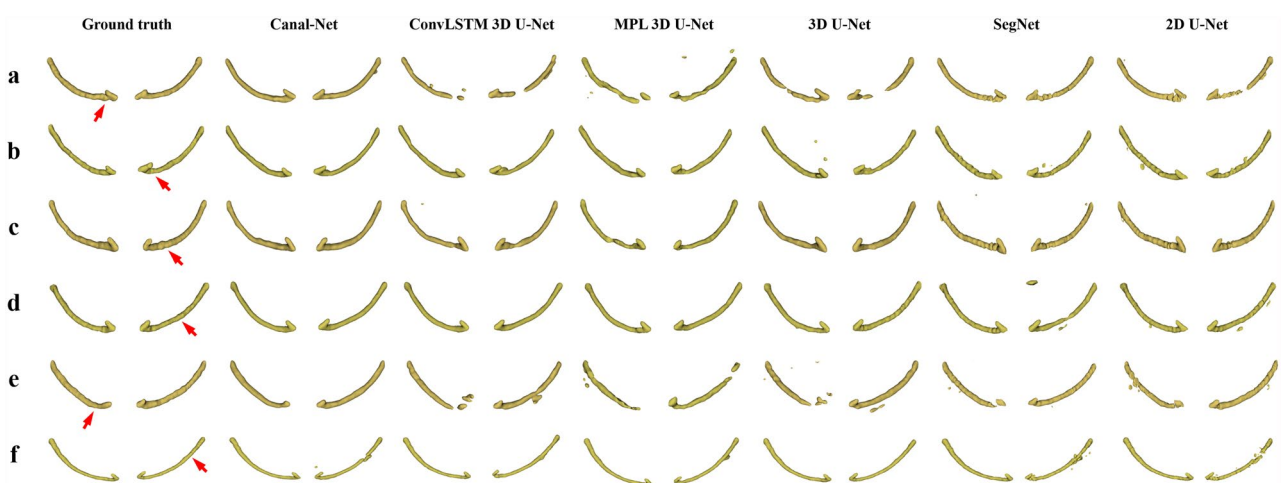 Ground truth Canal-Net ConvLSTM 3D U-Net MPL 3D U-Net 3D U-Net SegNet 2D U-Net
a
b
c
d
e
f